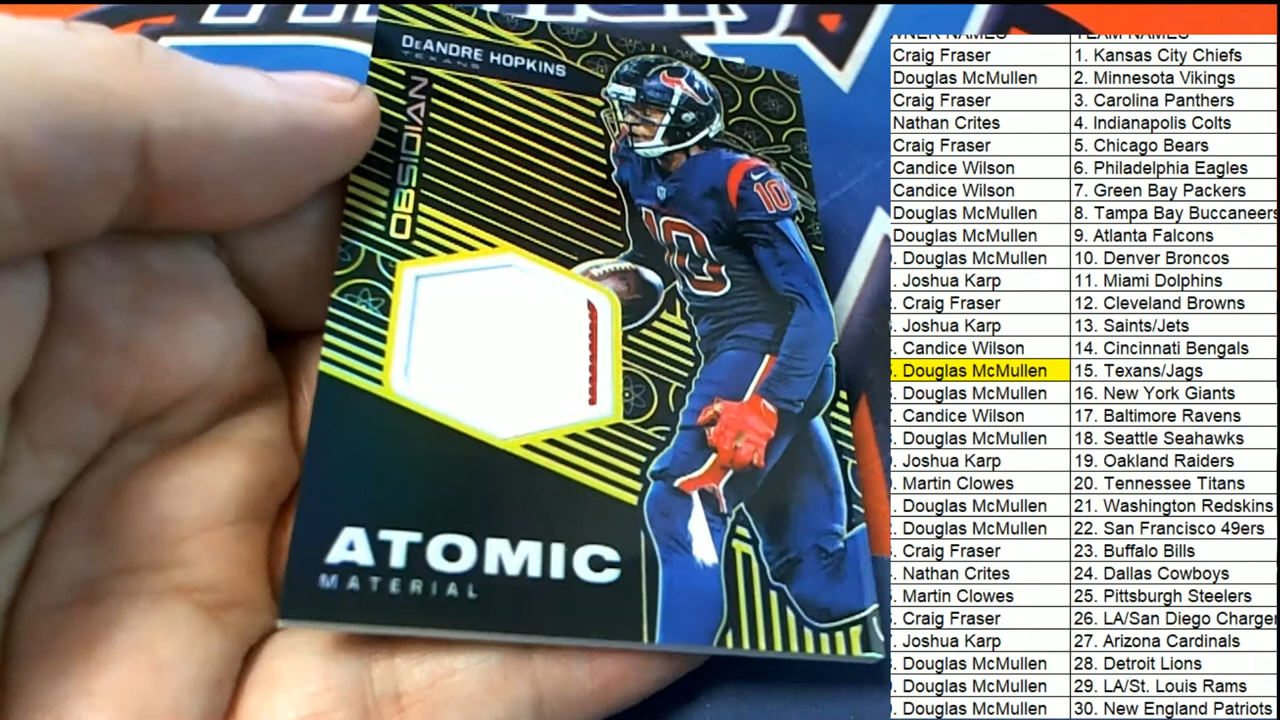 DEANDRE HOPKINS
TEXANS
OBSIDIAN
10
10
ATOMIC
MATERIAL
OWNER NAMES TEAM NAMES
Craig Fraser 1. Kansas City Chiefs
Douglas McMullen 2. Minnesota Vikings
Craig Fraser 3. Carolina Panthers
Nathan Crites 4. Indianapolis Colts
Craig Fraser 5. Chicago Bears
Candice Wilson 6. Philadelphia Eagles
Candice Wilson 7. Green Bay Packers
Douglas McMullen 8. Tampa Bay Buccaneers
Douglas McMullen 9. Atlanta Falcons
. Douglas McMullen 10. Denver Broncos
. Joshua Karp 11. Miami Dolphins
. Craig Fraser 12. Cleveland Browns
. Joshua Karp 13. Saints/Jets
. Candice Wilson 14. Cincinnati Bengals
. Douglas McMullen 15. Texans/Jags
. Douglas McMullen 16. New York Giants
. Candice Wilson 17. Baltimore Ravens
. Douglas McMullen 18. Seattle Seahawks
. Joshua Karp 19. Oakland Raiders
. Martin Clowes 20. Tennessee Titans
. Douglas McMullen 21. Washington Redskins
. Douglas McMullen 22. San Francisco 49ers
. Craig Fraser 23. Buffalo Bills
. Nathan Crites 24. Dallas Cowboys
. Martin Clowes 25. Pittsburgh Steelers
. Craig Fraser 26. LA/San Diego Charger
. Joshua Karp 27. Arizona Cardinals
. Douglas McMullen 28. Detroit Lions
. Douglas McMullen 29. LA/St. Louis Rams
. Douglas McMullen 30. New England Patriots